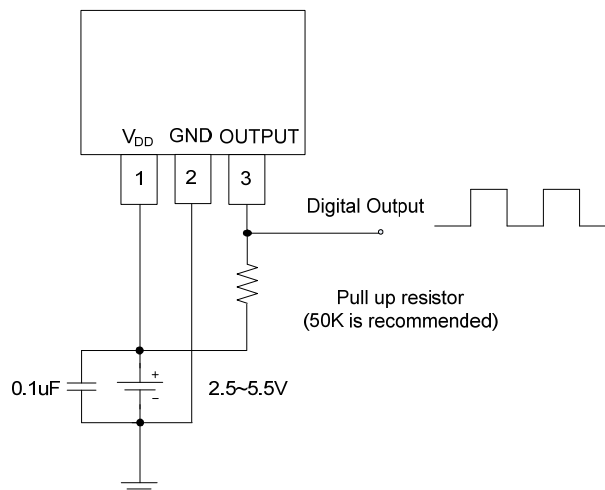 VDD GND OUTPUT
1 2 3
Digital Output
Pull up resistor
(50K is recommended)
0.1uF + 2.5~5.5V
−